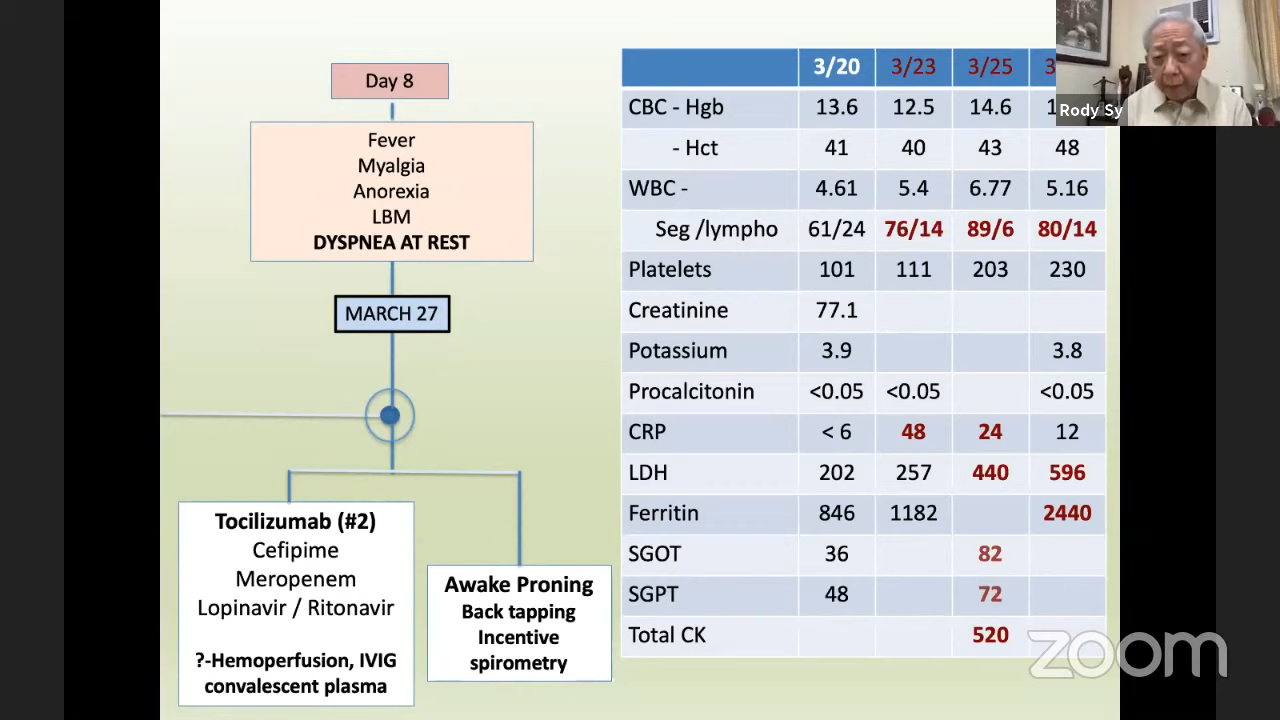 Day 8
Fever
Myalgia
Anorexia
LBM
DYSPNEA AT REST
MARCH 27
Tocilizumab (#2)
Cefipime
Meropenem
Lopinavir / Ritonavir
?-Hemoperfusion, IVIG
convalescent plasma
Awake Proning
Back tapping
Incentive
spirometry
3/20 3/23 3/25
CBC - Hgb 13.6 12.5 14.6
- Hct 41 40 43 48
WBC - 4.61 5.4 6.77 5.16
Seg /lympho 61/24 76/14 89/6 80/14
Platelets 101 111 203 230
Creatinine 77.1
Potassium 3.9 3.8
Procalcitonin <0.05 <0.05 <0.05
CRP < 6 48 24 12
LDH 202 257 440 596
Ferritin 846 1182 2440
SGOT 36 82
SGPT 48 72
Total CK 520
Rody Sy
zoom